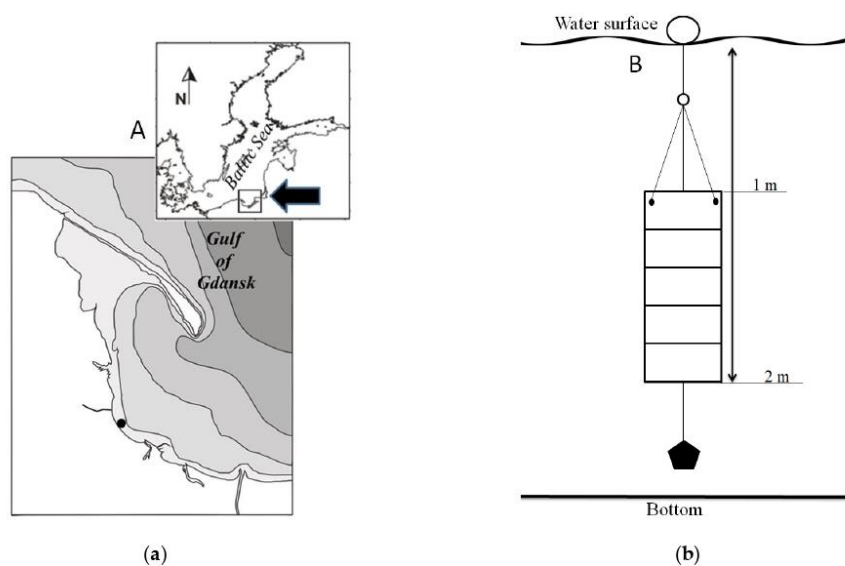 A
N
Baltic Sea
Gulf
of
Gdansk
(a)
Water surface
B
1 m
2 m
Bottom
(b)